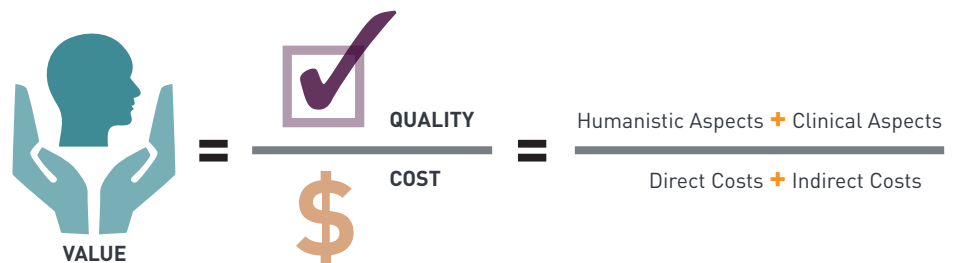 VALUE
=
QUALITY
COST
$
=
Humanistic Aspects + Clinical Aspects
Direct Costs + Indirect Costs